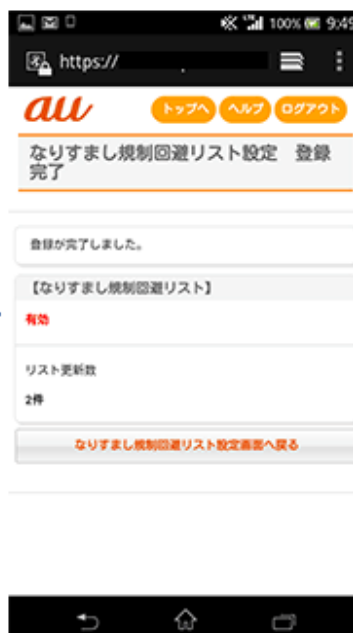 100% 9:49
https://
au
トップへ ヘルプ ログアウト
なりすまし規制回避リスト設定 登録
完了
登録が完了しました。
【なりすまし規制回避リスト】
有効
リスト更新数
2件
なりすまし規制回避リスト設定画面へ戻る